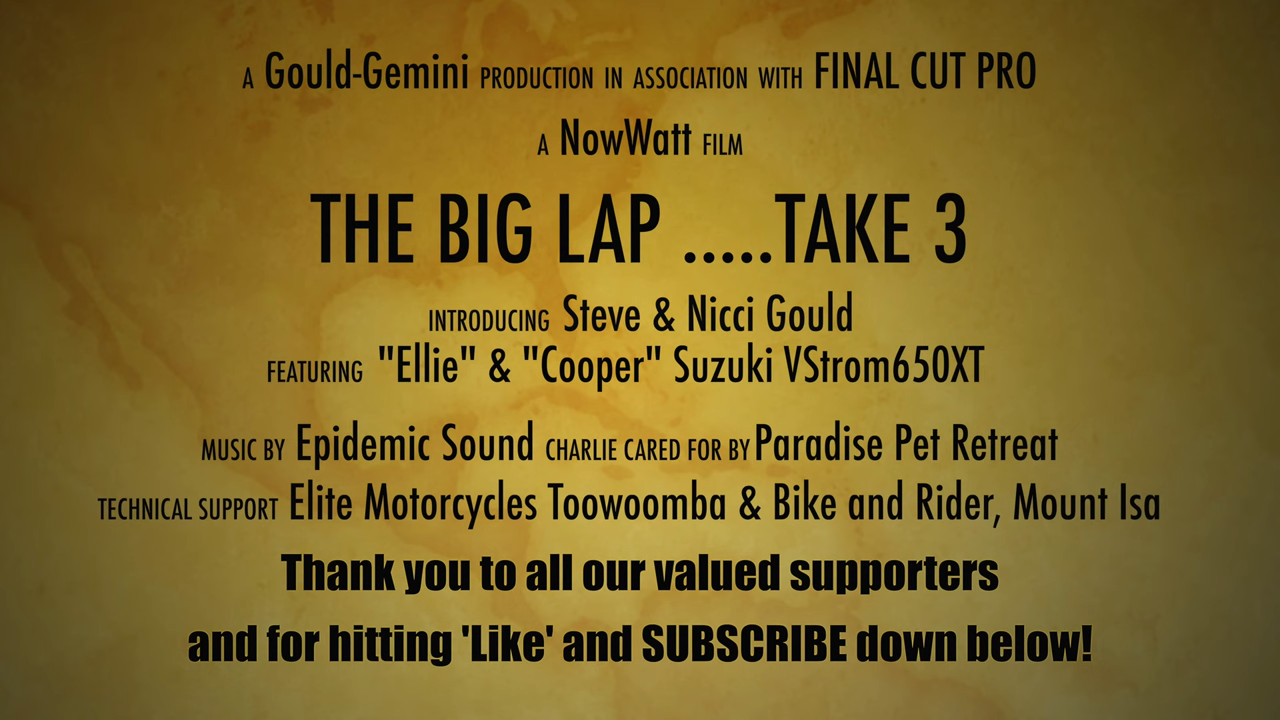 A Gould-Gemini PRODUCTION IN ASSOCIATION WITH FINAL CUT PRO
A NowWatt FILM
THE BIG LAP .....TAKE 3
INTRODUCING Steve & Nicci Gould
FEATURING "Ellie" & "Cooper" Suzuki VStrom650XT
MUSIC BY Epidemic Sound CHARLIE CARED FOR BY Paradise Pet Retreat
TECHNICAL SUPPORT Elite Motorcycles Toowoomba & Bike and Rider, Mount Isa
Thank you to all our valued supporters
and for hitting 'Like' and SUBSCRIBE down below!